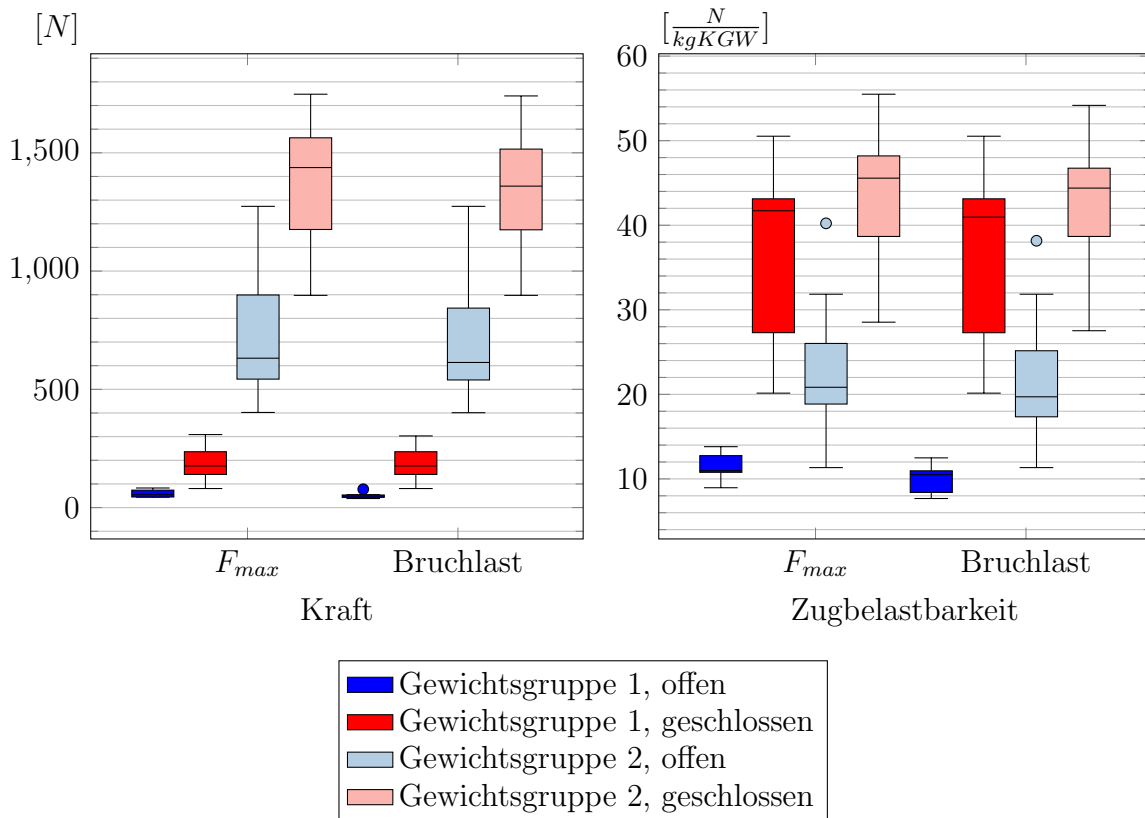 [N]
1,500
1,000
500
0
F_max Bruchlast
Kraft
[N/kgKGW]
60
50
40
30
20
10
F_max Bruchlast
Zugbelastbarkeit
Gewichtsgruppe 1, offen
Gewichtsgruppe 1, geschlossen
Gewichtsgruppe 2, offen
Gewichtsgruppe 2, geschlossen